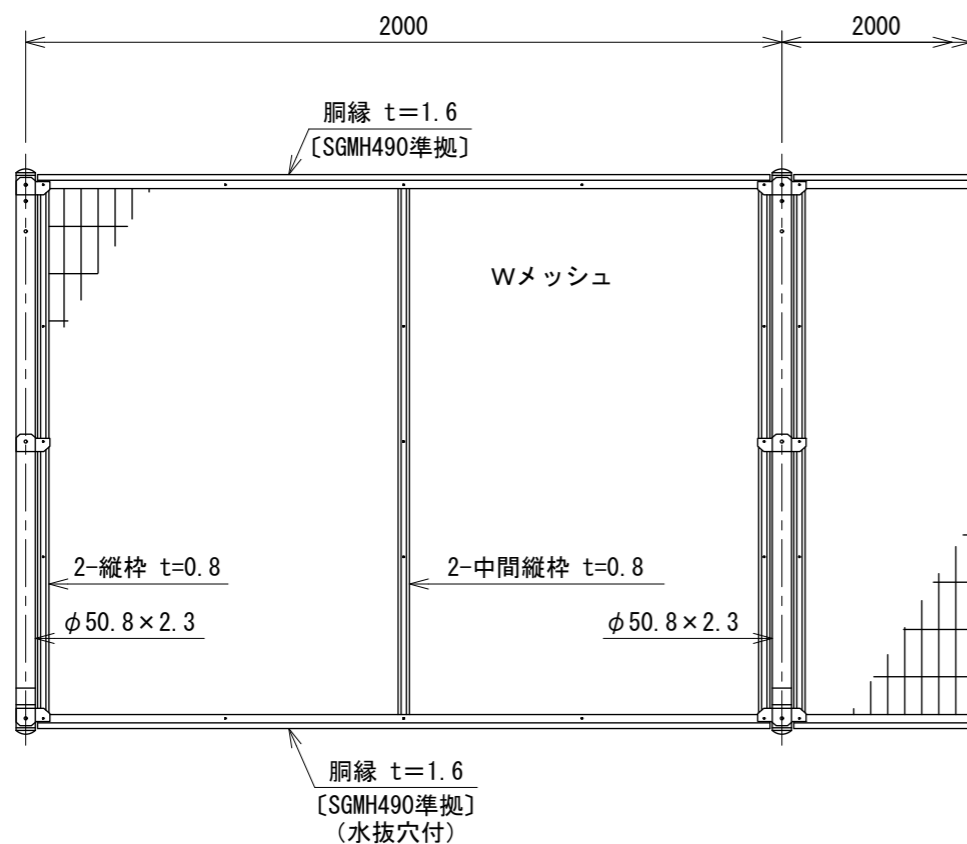 2000
2000
胴縁 t＝1.6
〔SGMH490準拠〕
Wメッシュ
2-縦枠 t=0.8
2-中間縦枠 t=0.8
φ50.8×2.3
φ50.8×2.3
胴縁 t＝1.6
〔SGMH490準拠〕
（水抜穴付）